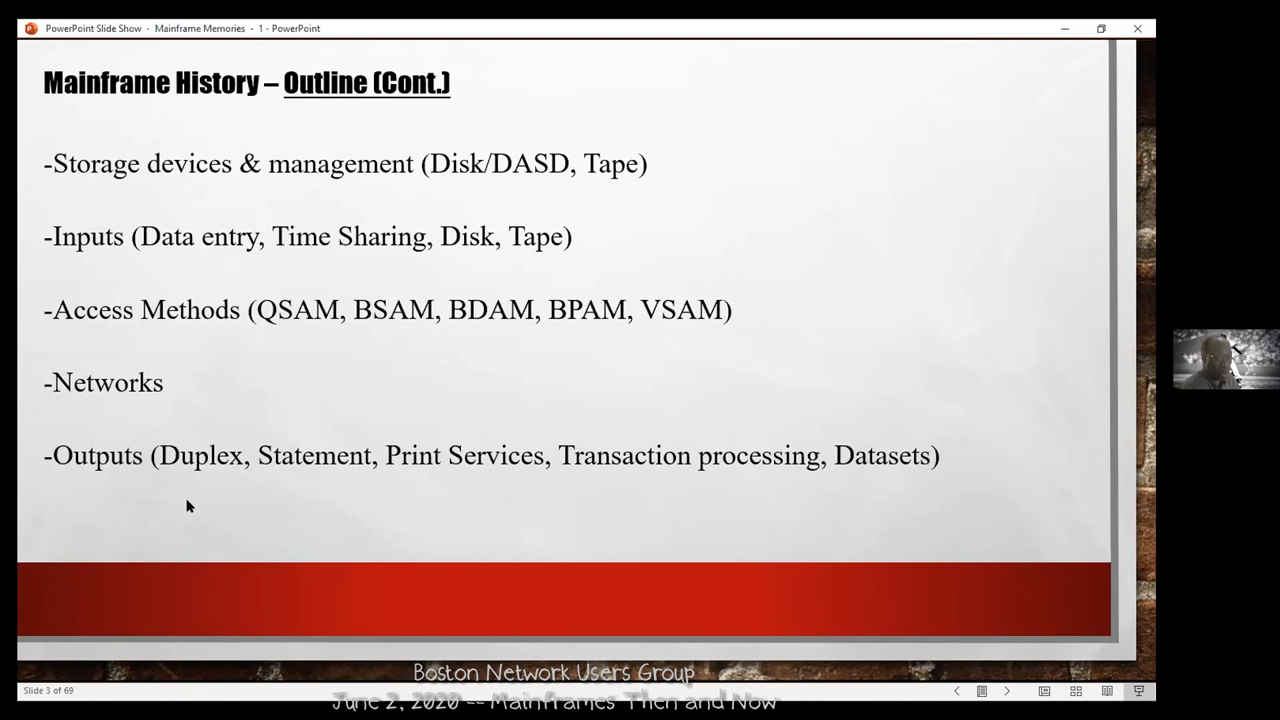 PowerPoint Slide Show - Mainframe Memories - 1 - PowerPoint
Mainframe History – Outline (Cont.)
-Storage devices & management (Disk/DASD, Tape)
-Inputs (Data entry, Time Sharing, Disk, Tape)
-Access Methods (QSAM, BSAM, BDAM, BPAM, VSAM)
-Networks
-Outputs (Duplex, Statement, Print Services, Transaction processing, Datasets)
Boston Network Users Group
Slide 3 of 69
June 2, 2020 -- Mainframes Then and Now